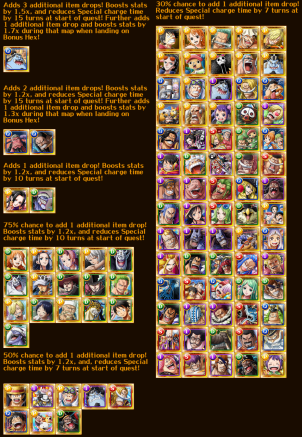 Adds 3 additional item drops! Boosts stats
by 1.5x, and reduces Special charge time
by 15 turns at start of quest! Further adds
1 additional item drop and boosts stats by
1.7x during that map when landing on
Bonus Hex!
Adds 2 additional item drops! Boosts stats
by 1.2x, and reduces Special charge time
by 15 turns at start of quest! Further adds
1 additional item drop and boosts stats by
1.3x during that map when landing on
Bonus Hex!
Adds 1 additional item drop! Boosts stats
by 1.2x, and reduces Special charge time
by 10 turns at start of quest!
75% chance to add 1 additional item drop!
Boosts stats by 1.2x, and reduces Special
charge time by 10 turns at start of quest!
50% chance to add 1 additional item drop!
Boosts stats by 1.2x, and, reduces Special
charge time by 7 turns at start of quest!
30% chance to add 1 additional item drop!
Reduces Special charge time by 7 turns at
start of quest!